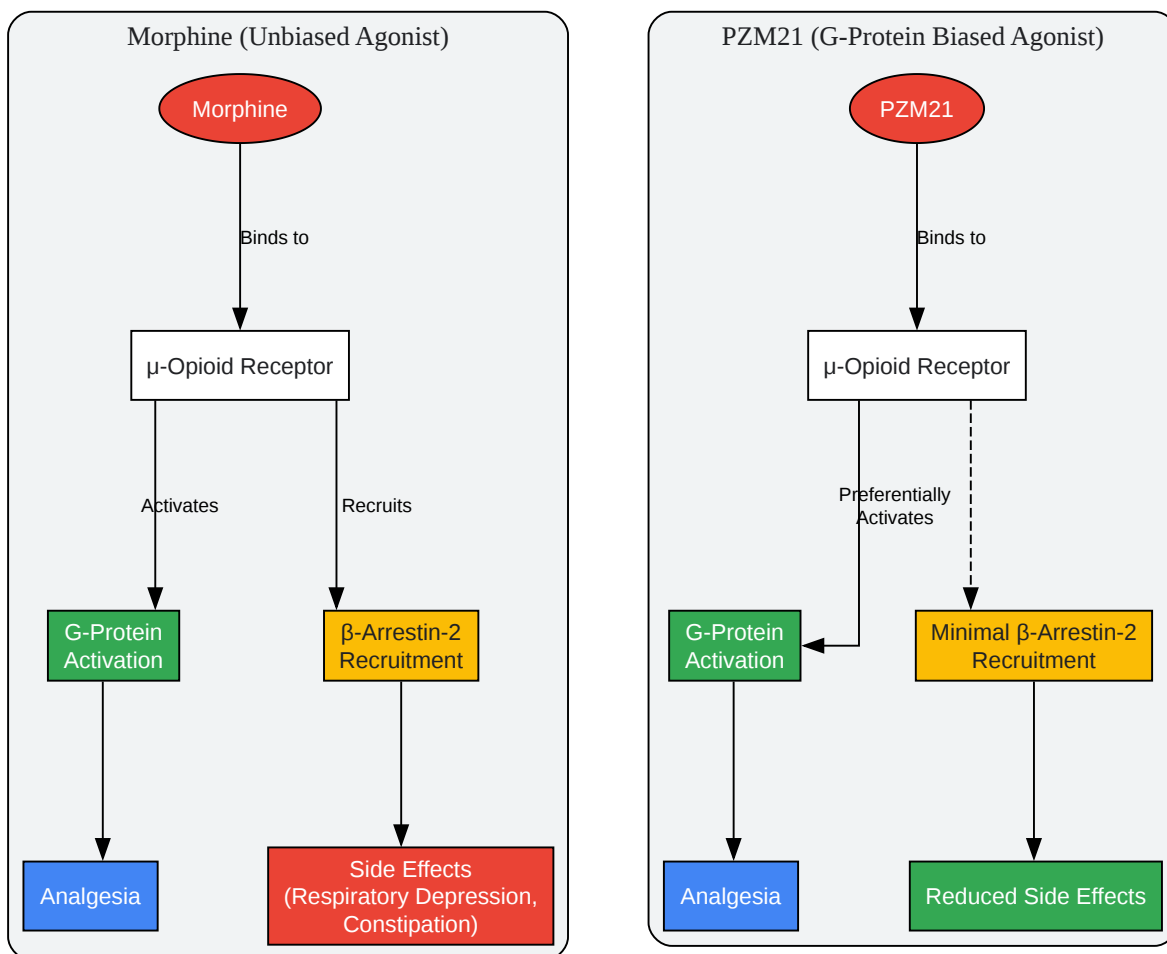 Morphine (Unbiased Agonist)
Morphine
Binds to
μ-Opioid Receptor
Activates
Recruits
G-Protein
Activation
β-Arrestin-2
Recruitment
Analgesia
Side Effects
(Respiratory Depression,
Constipation)
PZM21 (G-Protein Biased Agonist)
PZM21
Binds to
μ-Opioid Receptor
Preferentially
Activates
G-Protein
Activation
Minimal β-Arrestin-2
Recruitment
Analgesia
Reduced Side Effects